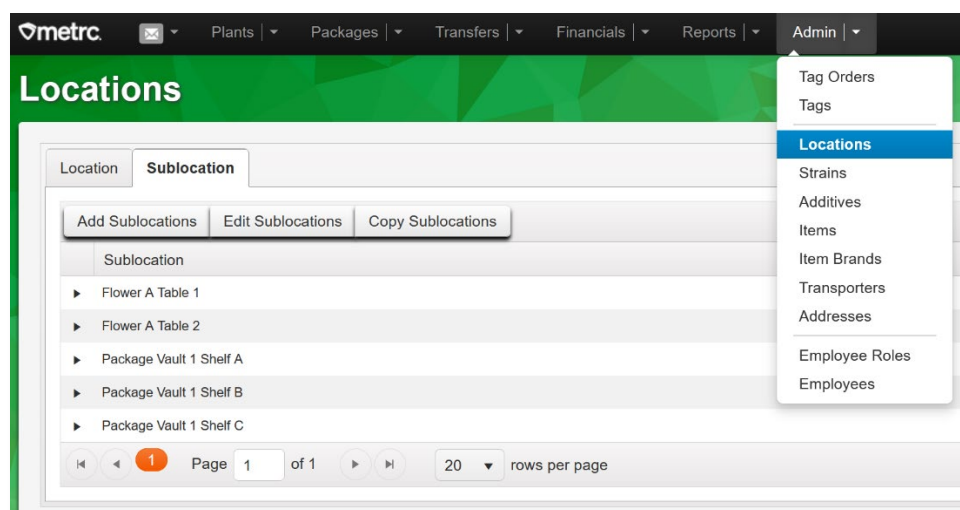 metrc. Plants Packages Transfers Financials Reports Admin
Locations
Tag Orders
Tags
Locations
Strains
Additives
Items
Item Brands
Transporters
Addresses
Employee Roles
Employees
Location Sublocation
Add Sublocations Edit Sublocations Copy Sublocations
Sublocation
Flower A Table 1
Flower A Table 2
Package Vault 1 Shelf A
Package Vault 1 Shelf B
Package Vault 1 Shelf C
1 Page 1 of 1 20 rows per page